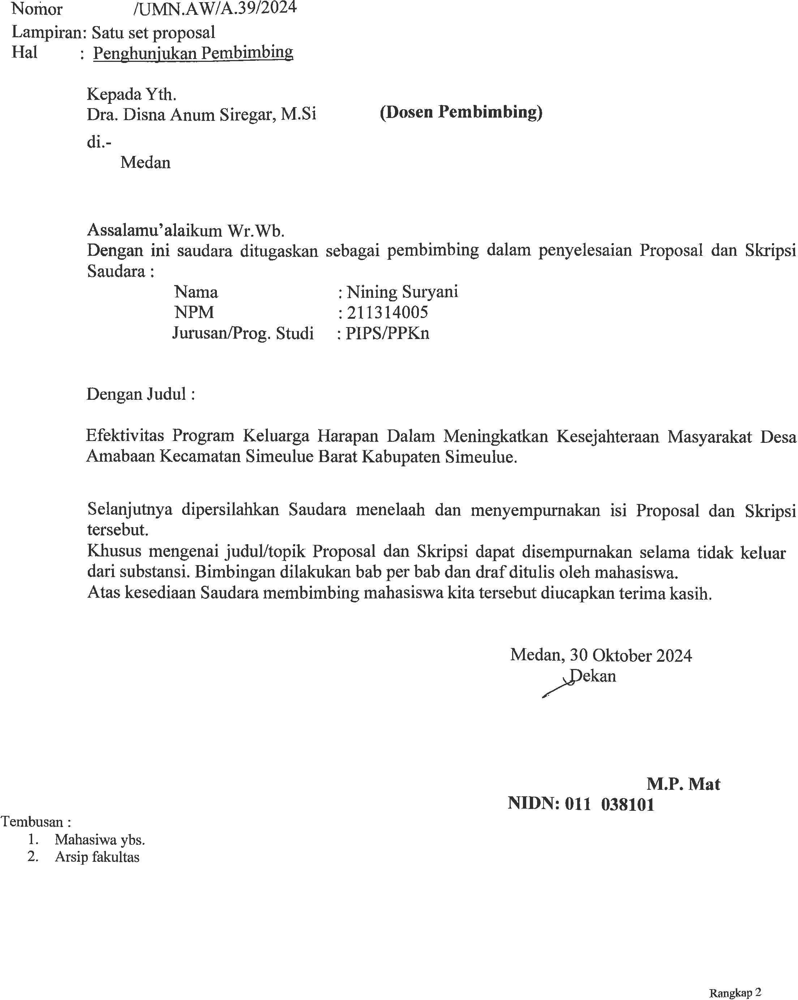 Nomor /UMN.AW/A.39/2024
Lampiran: Satu set proposal
Hal : Penghunjukan Pembimbing
Kepada Yth.
Dra. Disna Anum Siregar, M.Si (Dosen Pembimbing)
di.-
Medan
Assalamu'alaikum Wr.Wb.
Dengan ini saudara ditugaskan sebagai pembimbing dalam penyelesaian Proposal dan Skripsi
Saudara :
Nama : Nining Suryani
NPM : 211314005
Jurusan/Prog. Studi : PIPS/PPKn
Dengan Judul :
Efektivitas Program Keluarga Harapan Dalam Meningkatkan Kesejahteraan Masyarakat Desa
Amabaan Kecamatan Simeulue Barat Kabupaten Simeulue.
Selanjutnya dipersilahkan Saudara menelaah dan menyempurnakan isi Proposal dan Skripsi
tersebut.
Khusus mengenai judul/topik Proposal dan Skripsi dapat disempurnakan selama tidak keluar
dari substansi. Bimbingan dilakukan bab per bab dan draf ditulis oleh mahasiswa.
Atas kesediaan Saudara membimbing mahasiswa kita tersebut diucapkan terima kasih.
Medan, 30 Oktober 2024
Dekan
M.P. Mat
NIDN: 011 038101
Tembusan :
1. Mahasiwa ybs.
2. Arsip fakultas
Rangkap 2